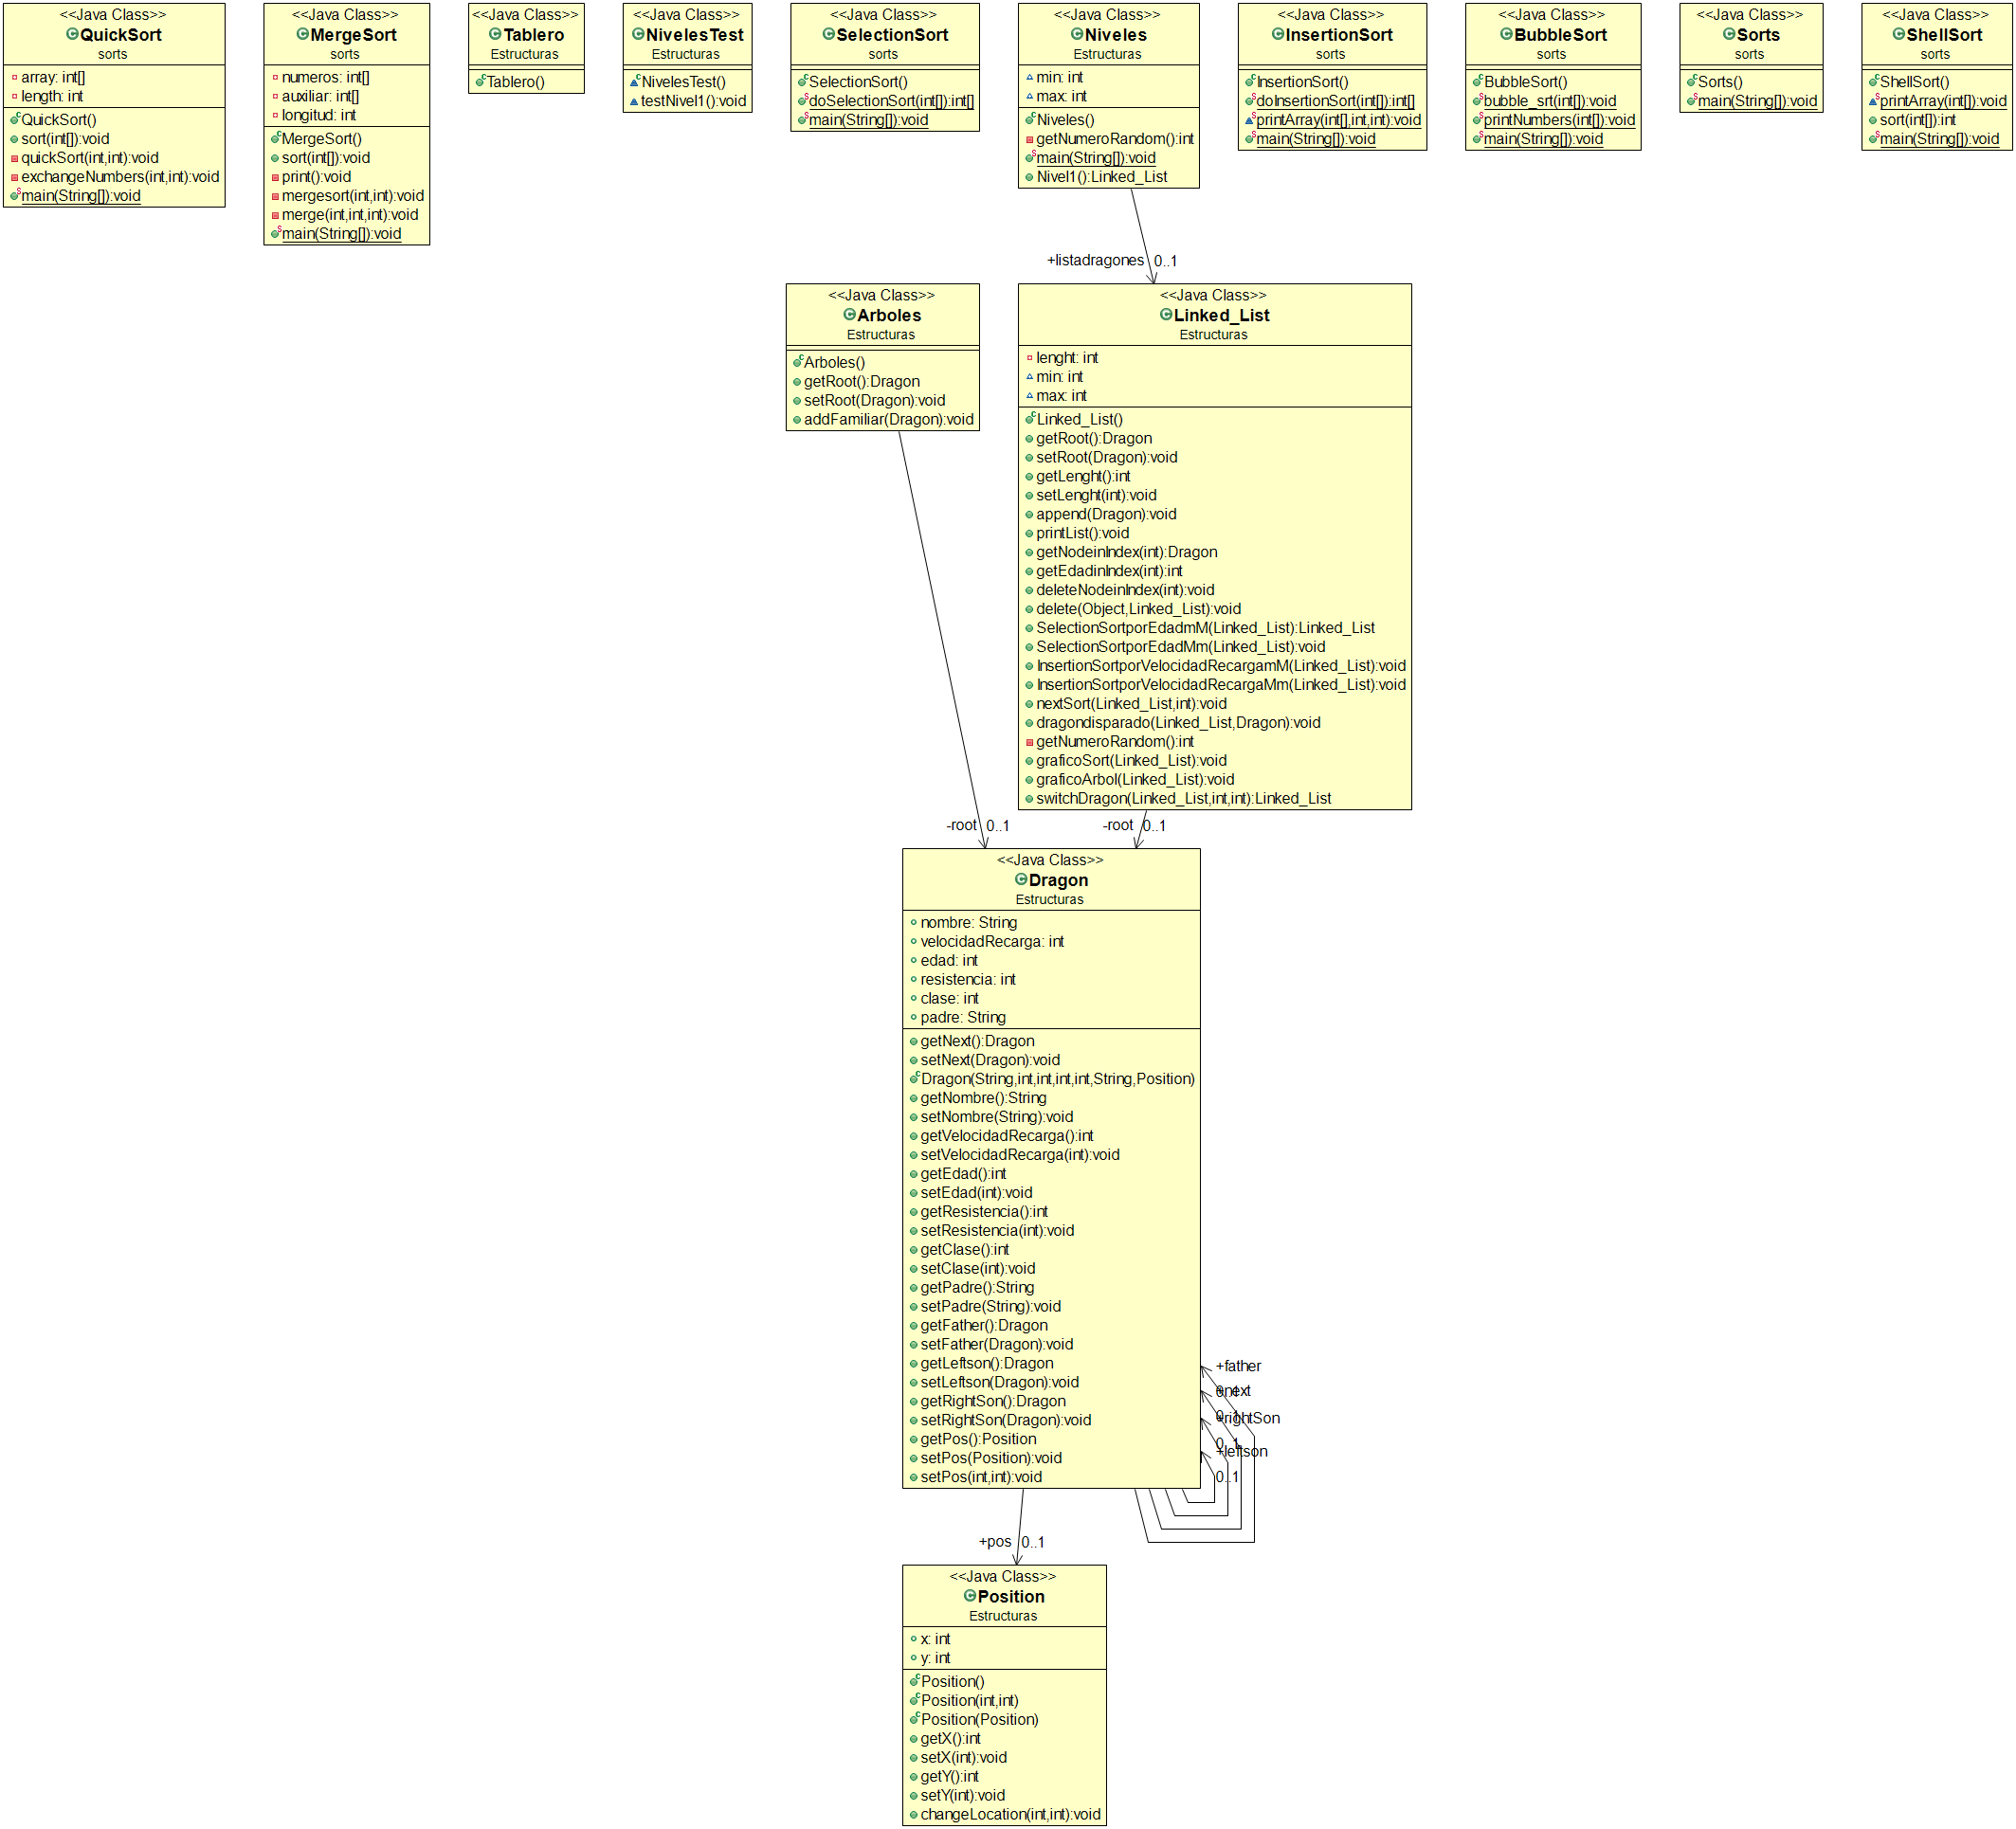 <<Java Class>>
QuickSort
sorts
array: int[]
length: int
QuickSort()
sort(int[]):void
quickSort(int,int):void
exchangeNumbers(int,int):void
main(String[]):void
<<Java Class>>
MergeSort
sorts
numeros: int[]
auxiliar: int[]
longitud: int
MergeSort()
sort(int[]):void
print():void
mergesort(int,int):void
merge(int,int,int):void
main(String[]):void
<<Java Class>>
Tablero
Estructuras
Tablero()
<<Java Class>>
NivelesTest
Estructuras
NivelesTest()
testNivel1():void
<<Java Class>>
SelectionSort
sorts
SelectionSort()
doSelectionSort(int[]):int[]
main(String[]):void
<<Java Class>>
Niveles
Estructuras
min: int
max: int
Niveles()
getNumeroRandom():int
main(String[]):void
Nivel1():Linked_List
<<Java Class>>
InsertionSort
sorts
InsertionSort()
doInsertionSort(int[]):int[]
printArray(int[],int,int):void
main(String[]):void
<<Java Class>>
BubbleSort
sorts
BubbleSort()
bubble_srt(int[]):void
printNumbers(int[]):void
main(String[]):void
<<Java Class>>
Sorts
sorts
Sorts()
main(String[]):void
<<Java Class>>
ShellSort
sorts
ShellSort()
printArray(int[]):void
sort(int[]):int
main(String[]):void
+listadragones 0..1
<<Java Class>>
Arboles
Estructuras
Arboles()
getRoot():Dragon
setRoot(Dragon):void
addFamiliar(Dragon):void
<<Java Class>>
Linked_List
Estructuras
lenght: int
min: int
max: int
Linked_List()
getRoot():Dragon
setRoot(Dragon):void
getLenght():int
setLenght(int):void
append(Dragon):void
printList():void
getNodeinIndex(int):Dragon
getEdadinIndex(int):int
deleteNodeinIndex(int):void
delete(Object,Linked_List):void
SelectionSortporEdadmM(Linked_List):Linked_List
SelectionSortporEdadMm(Linked_List):void
InsertionSortporVelocidadRecargamM(Linked_List):void
InsertionSortporVelocidadRecargaMm(Linked_List):void
nextSort(Linked_List,int):void
dragondisparado(Linked_List,Dragon):void
getNumeroRandom():int
graficoSort(Linked_List):void
graficoArbol(Linked_List):void
switchDragon(Linked_List,int,int):Linked_List
-root 0..1
-root 0..1
<<Java Class>>
Dragon
Estructuras
nombre: String
velocidadRecarga: int
edad: int
resistencia: int
clase: int
padre: String
getNext():Dragon
setNext(Dragon):void
Dragon(String,int,int,int,int,String,Position)
getNombre():String
setNombre(String):void
getVelocidadRecarga():int
setVelocidadRecarga(int):void
getEdad():int
setEdad(int):void
getResistencia():int
setResistencia(int):void
getClase():int
setClase(int):void
getPadre():String
setPadre(String):void
getFather():Dragon
setFather(Dragon):void
getLeftson():Dragon
setLeftson(Dragon):void
getRightSon():Dragon
setRightSon(Dragon):void
getPos():Position
setPos(Position):void
setPos(int,int):void
+father
0..1
+next
0..1
+rightSon
0..1
+leftson
0..1
+pos 0..1
<<Java Class>>
Position
Estructuras
x: int
y: int
Position()
Position(int,int)
Position(Position)
getX():int
setX(int):void
getY():int
setY(int):void
changeLocation(int,int):void